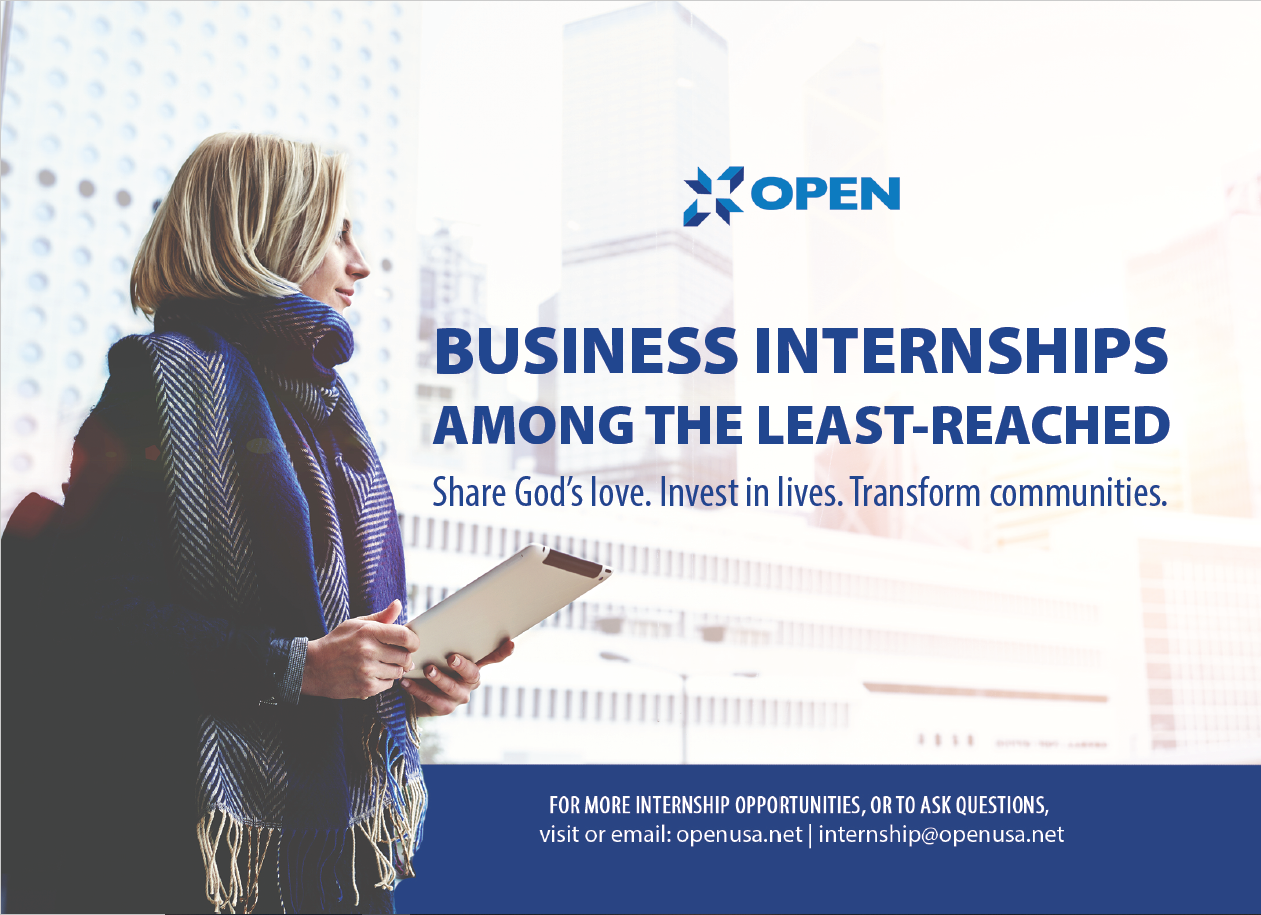 OPEN
BUSINESS INTERNSHIPS
AMONG THE LEAST-REACHED
Share God's love. Invest in lives. Transform communities.
FOR MORE INTERNSHIP OPPORTUNITIES, OR TO ASK QUESTIONS,
visit or email: openusa.net | internship@openusa.net